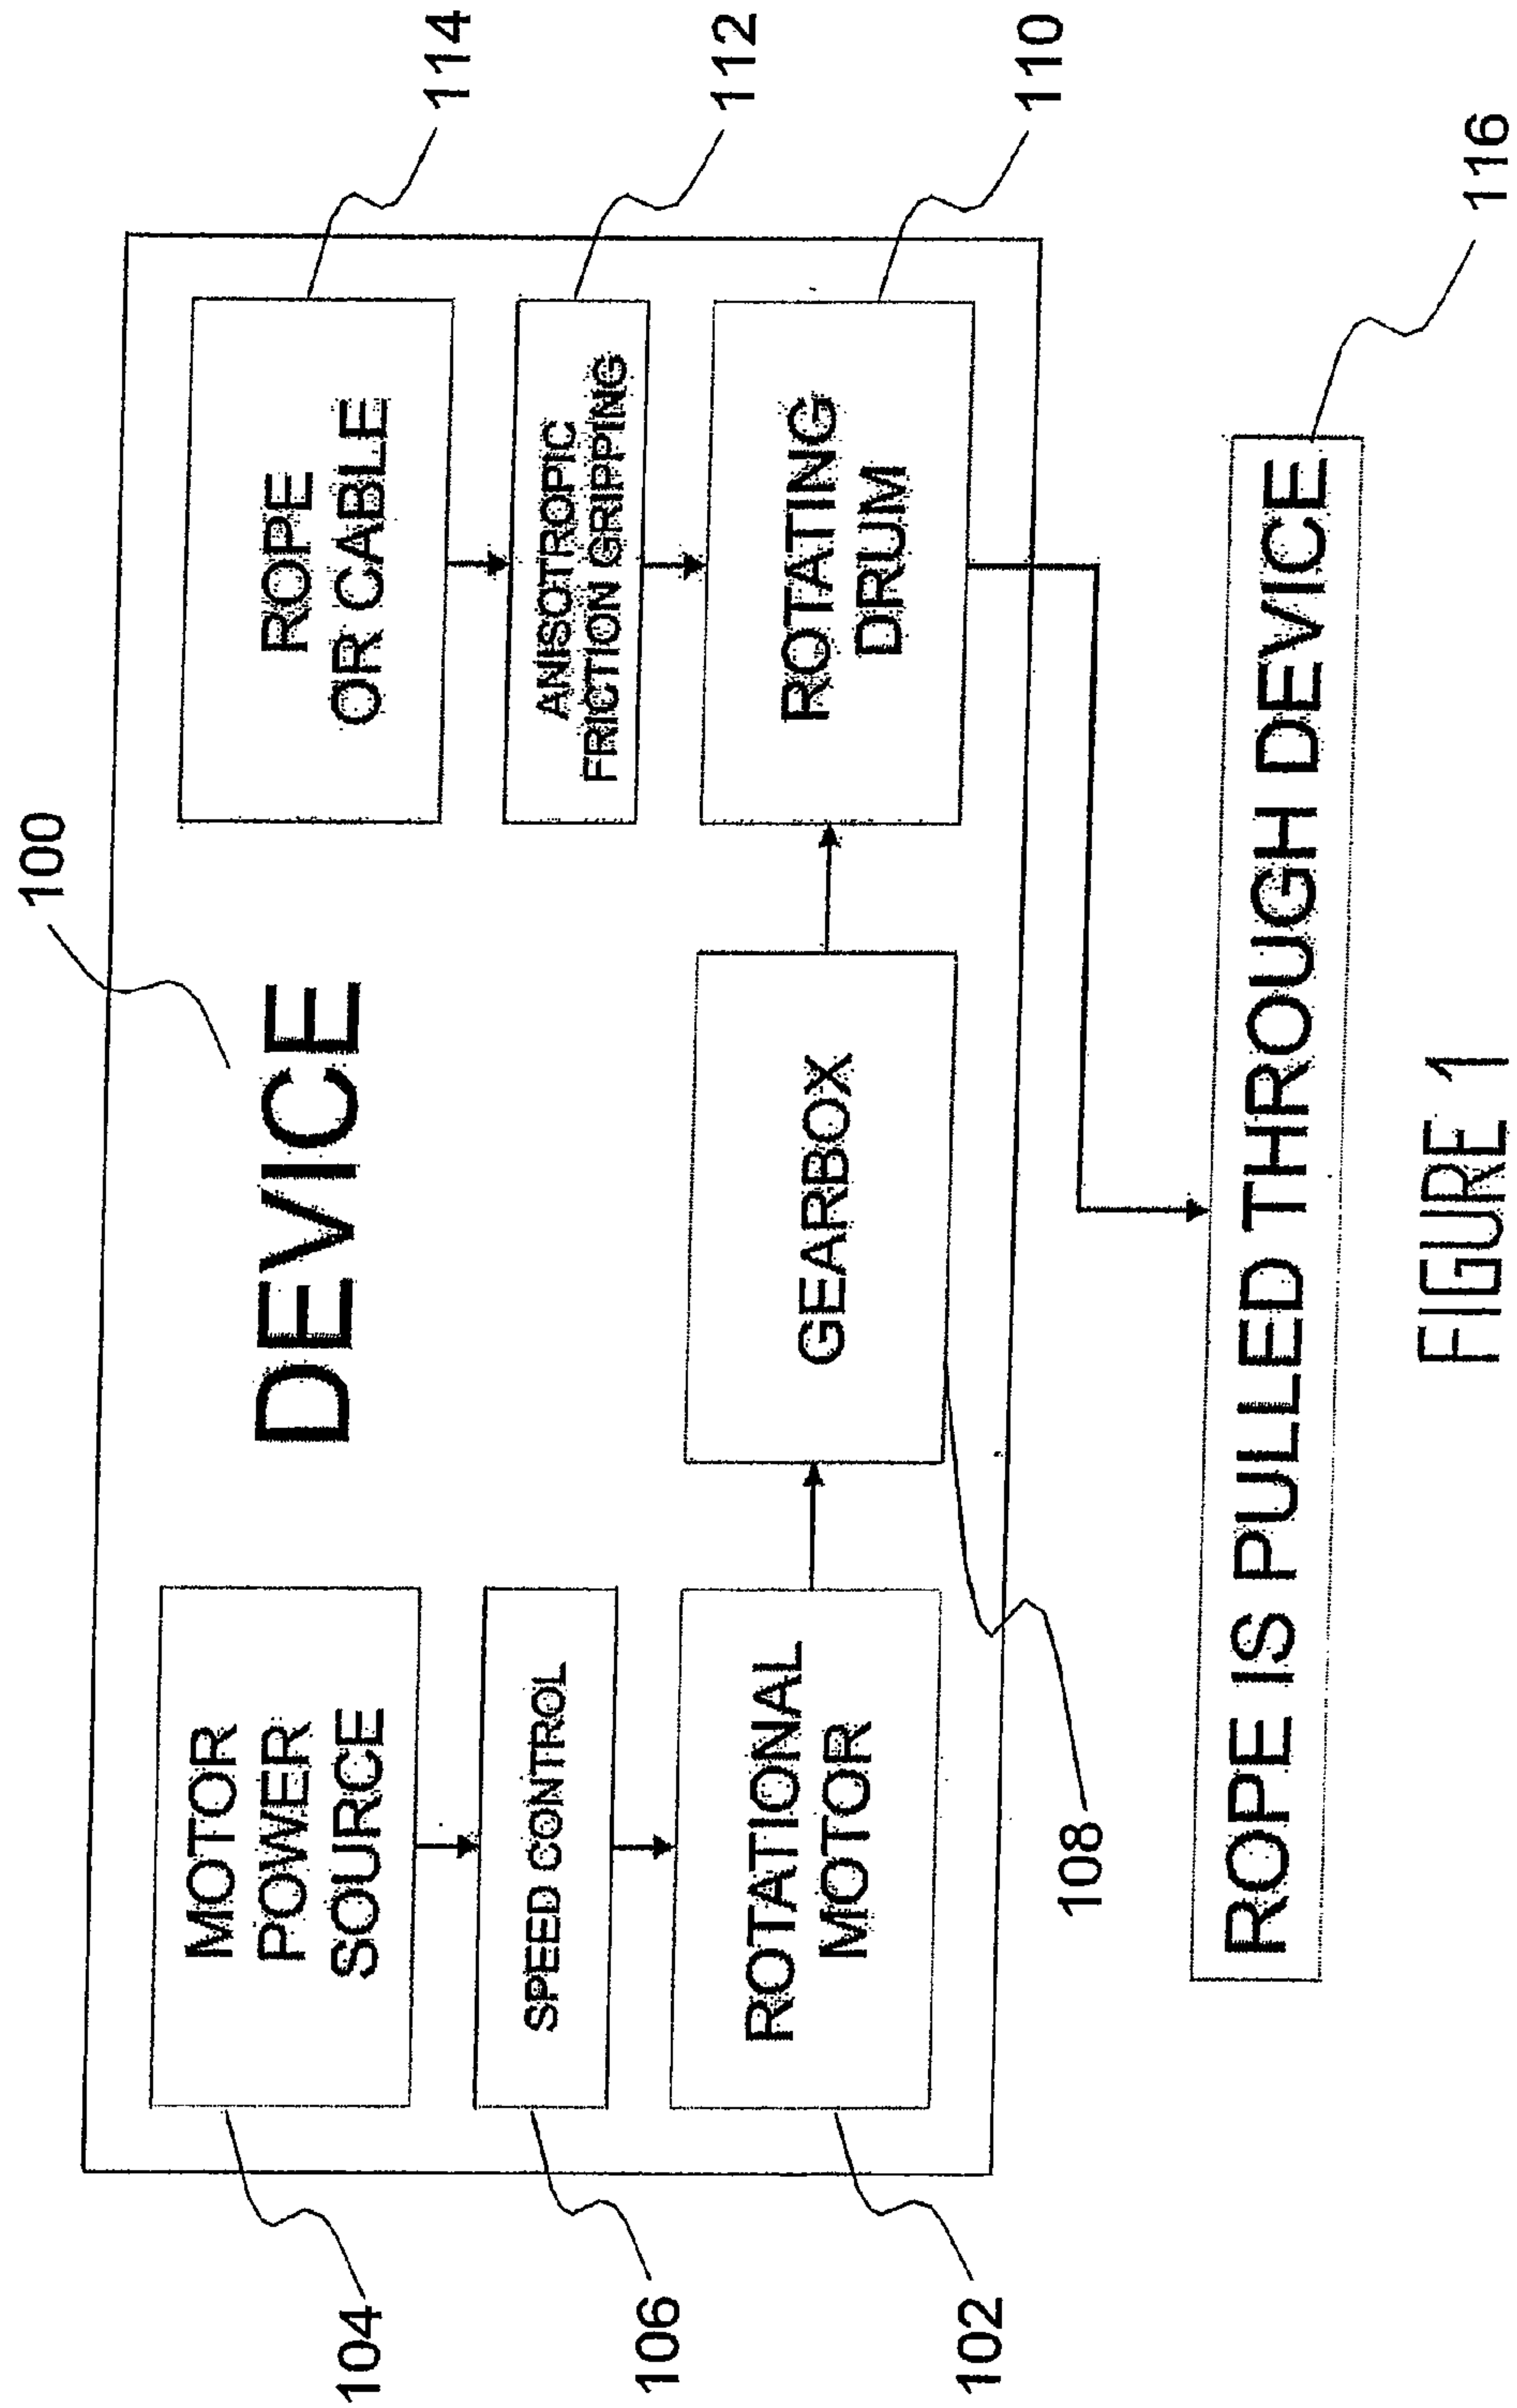 100
DEVICE
104
MOTOR
POWER
SOURCE
106
SPEED CONTROL
102
ROTATIONAL
MOTOR
108
GEARBOX
114
ROPE
OR CABLE
112
ANISOTROPIC
FRICTION GRIPPING
110
ROTATING
DRUM
116
ROPE IS PULLED THROUGH DEVICE
FIGURE 1